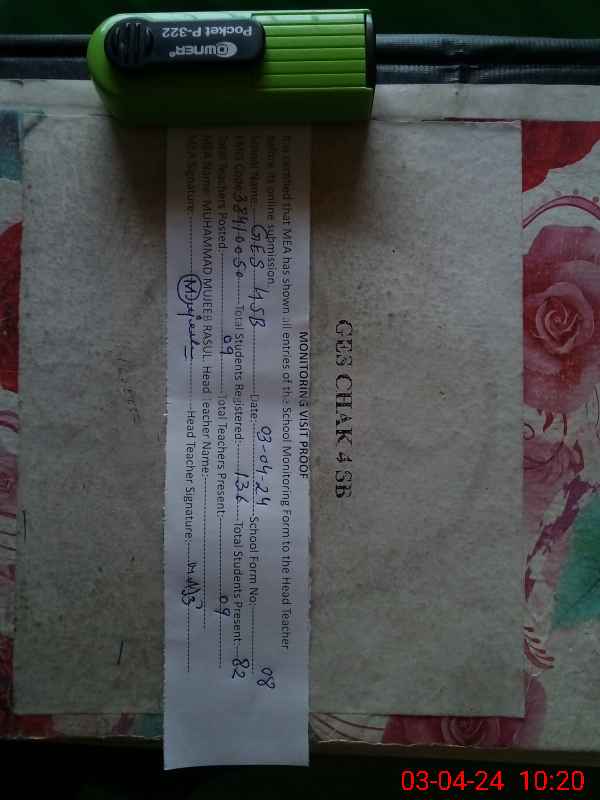 OWNER®
Pocket P-322
GES CHAK 4 SB
MONITORING VISIT PROOF
It is certified that MEA has shown all entries of the School Monitoring Form to the Head Teacher
before its online submission.
School Name:-----GES 4SB-----Date:--03-04-24--School Form No:-----08
EMIS Code:38410050-----Total Students Registered:-----136---Total Students Present:--82
Total Teachers Posted:-----09-----Total Teachers Present:-----09
MEA Name: MUHAMMAD MUJEEB RASUL Head Teacher Name:-----
MEA Signature:-----Mujeeb-----Head Teacher Signature:-----
03-04-24 10:20